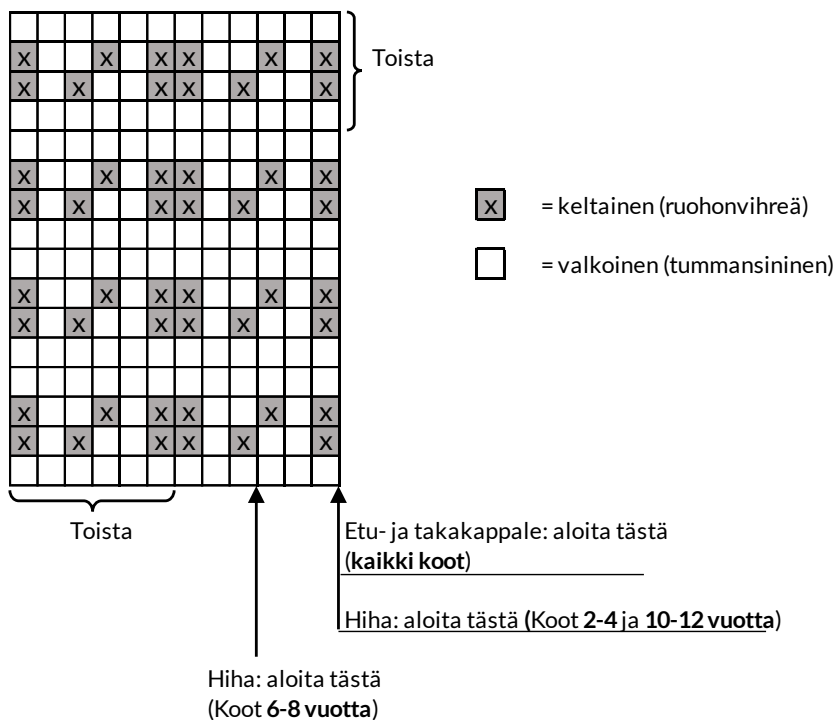 Toista
x x x x x x
x x x x x x
x x x x x x
x x x x x x
x = keltainen (ruohonvihreä)
= valkoinen (tummansininen)
x x x x x x
x x x x x x
x x x x x x
x x x x x x
Toista
Etu- ja takakappale: aloita tästä
(kaikki koot)
Hiha: aloita tästä (Koot 2-4 ja 10-12 vuotta)
Hiha: aloita tästä
(Koot 6-8 vuotta)